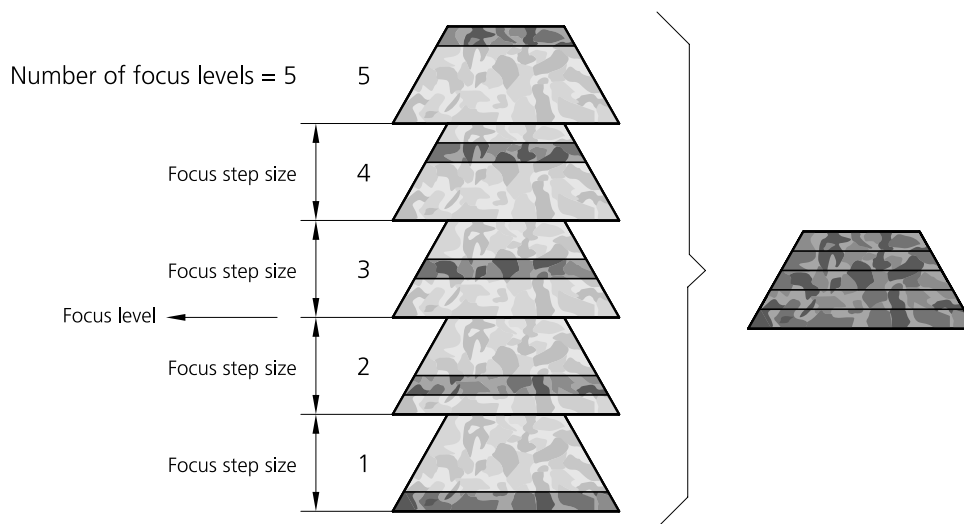 Number of focus levels = 5 5
Focus step size 4
Focus step size 3
Focus level
Focus step size 2
Focus step size 1